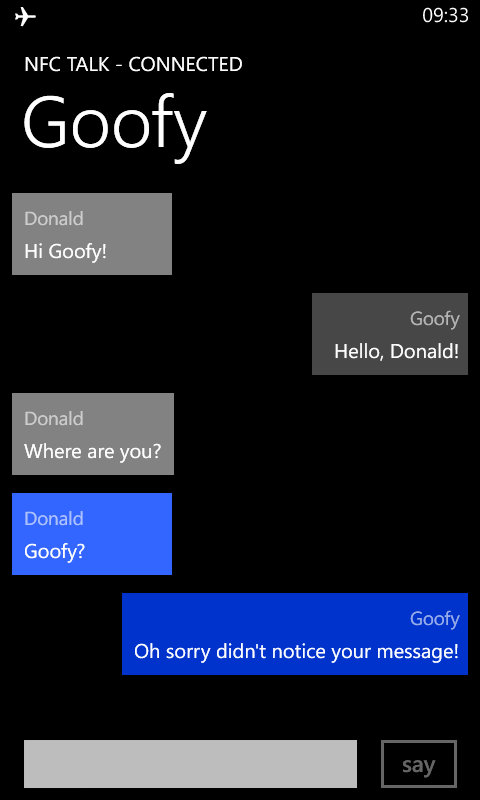 09:33
NFC TALK - CONNECTED
Goofy
Donald
Hi Goofy!
Goofy
Hello, Donald!
Donald
Where are you?
Donald
Goofy?
Goofy
Oh sorry didn't notice your message!
say